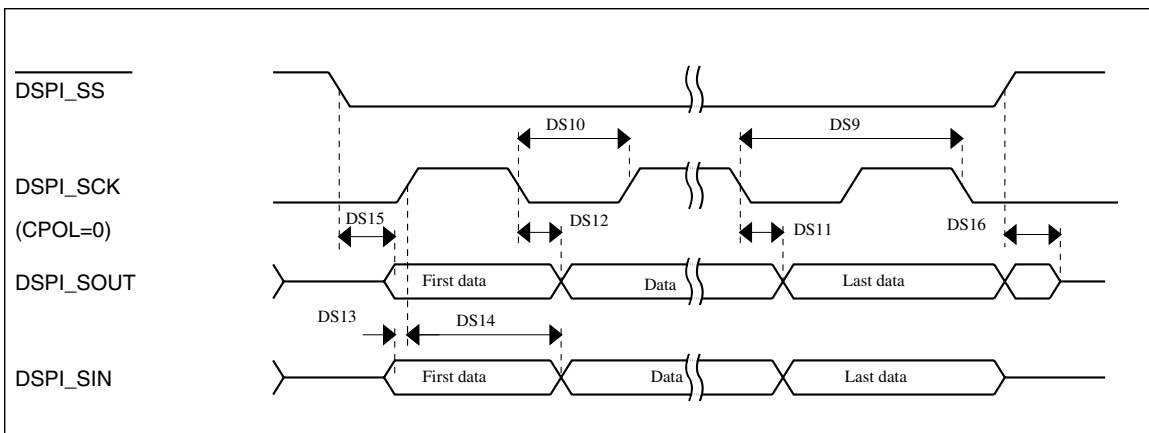 DSPI_SS
DS10
DS9
DSPI_SCK
(CPOL=0)
DS15
DS12
DS11
DS16
DSPI_SOUT
First data
Data
Last data
DS13
DS14
DSPI_SIN
First data
Data
Last data